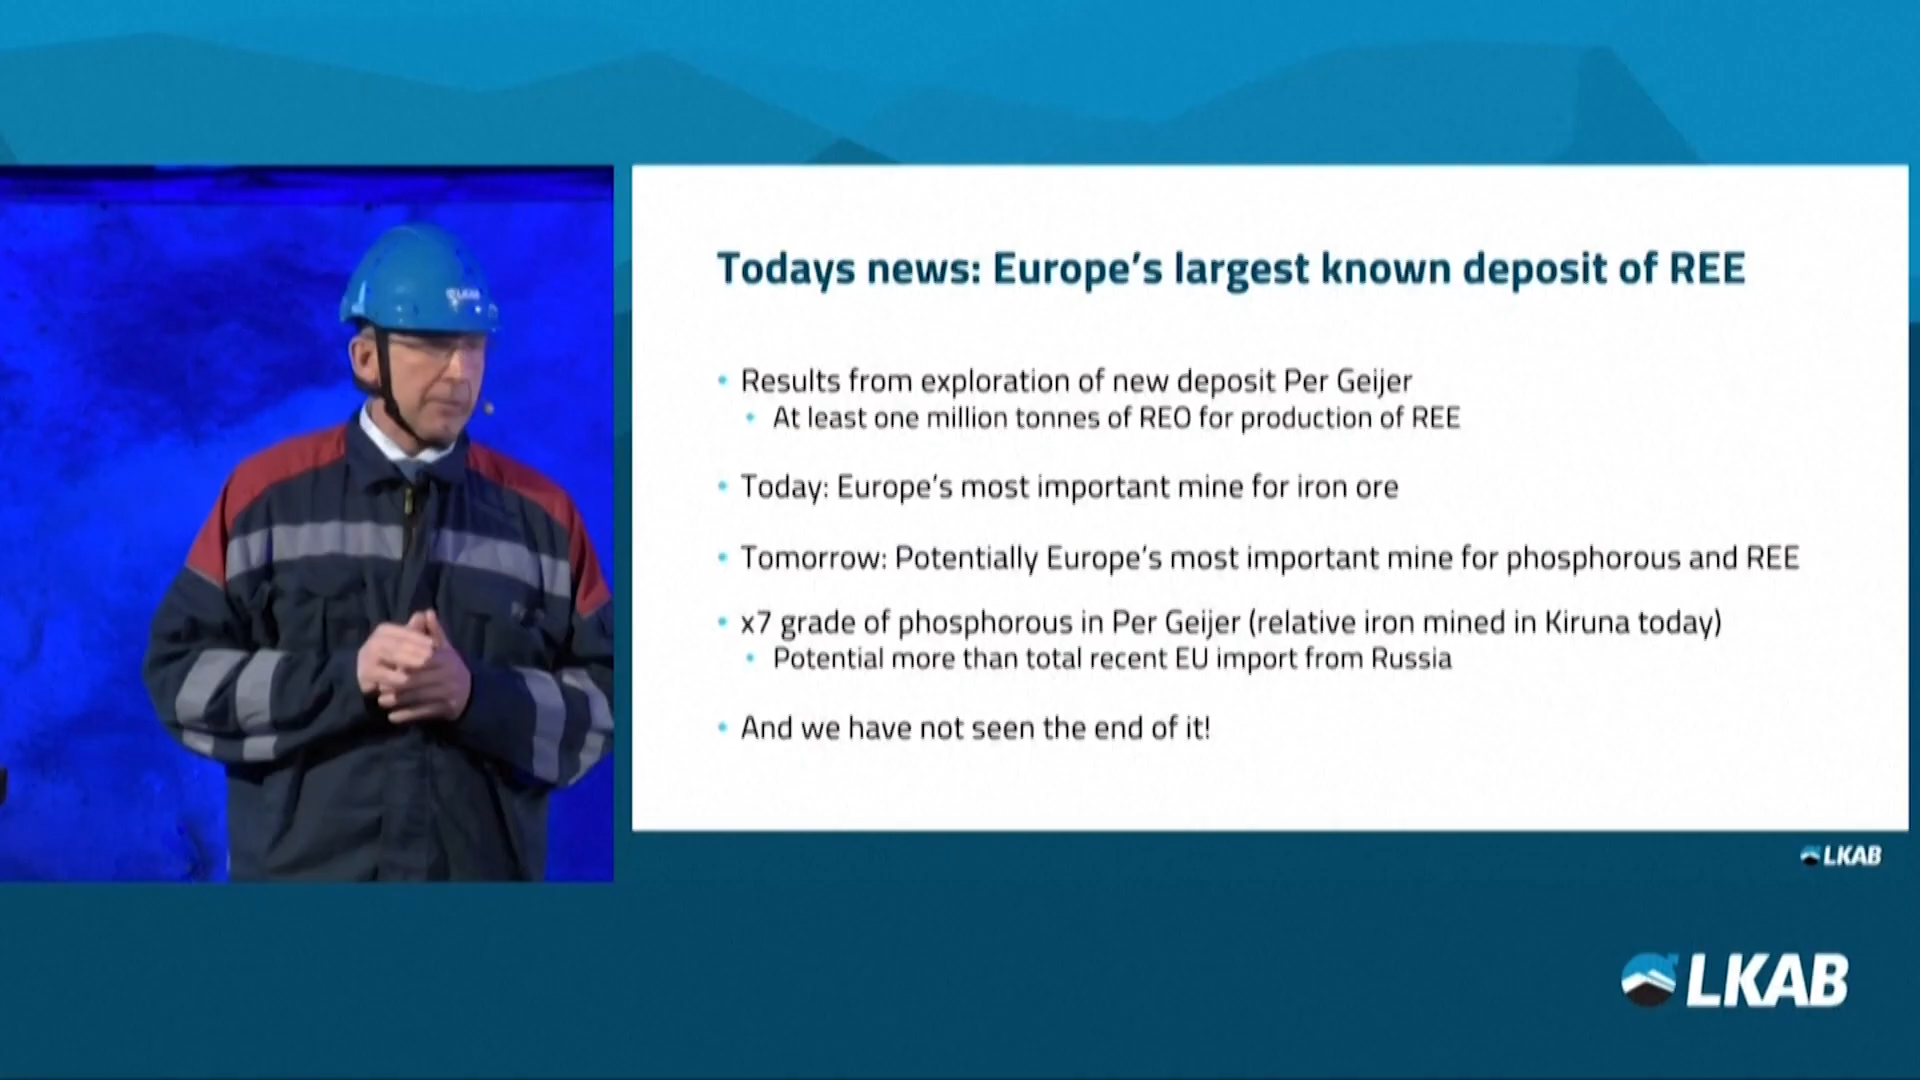 LKAB
Todays news: Europe's largest known deposit of REE
• Results from exploration of new deposit Per Geijer
• At least one million tonnes of REO for production of REE
• Today: Europe's most important mine for iron ore
• Tomorrow: Potentially Europe's most important mine for phosphorous and REE
• x7 grade of phosphorous in Per Geijer (relative iron mined in Kiruna today)
• Potential more than total recent EU import from Russia
• And we have not seen the end of it!
LKAB
LKAB